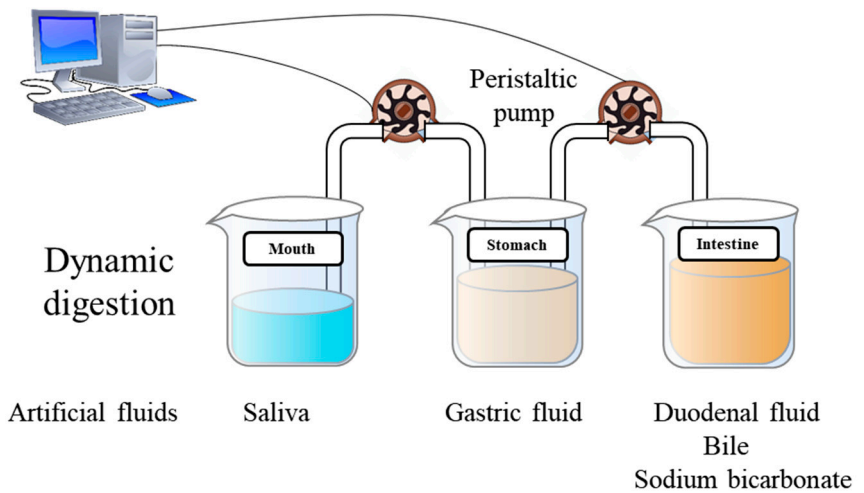 Peristaltic
pump
Mouth
Stomach
Intestine
Dynamic
digestion
Artificial fluids
Saliva
Gastric fluid
Duodenal fluid
Bile
Sodium bicarbonate